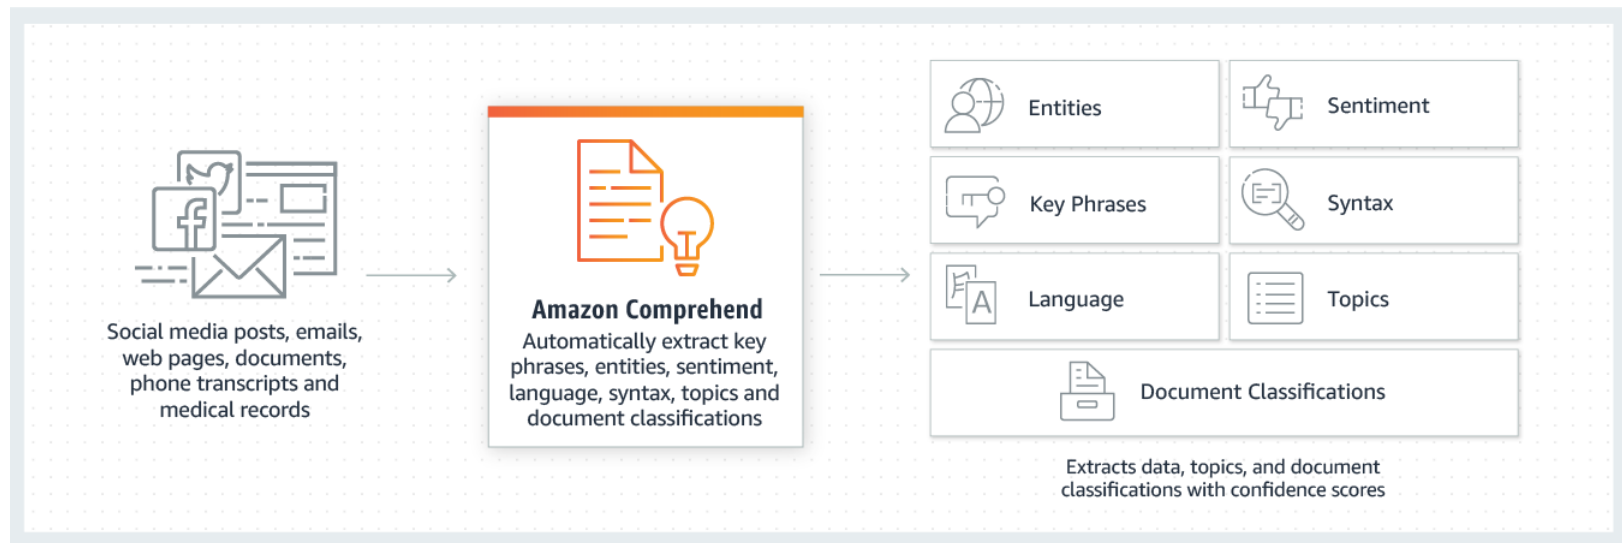 Social media posts, emails,
web pages, documents,
phone transcripts and
medical records
Amazon Comprehend
Automatically extract key
phrases, entities, sentiment,
language, syntax, topics and
document classifications
Entities
Sentiment
Key Phrases
Syntax
Language
A
Topics
Document Classifications
Extracts data, topics, and document
classifications with confidence scores